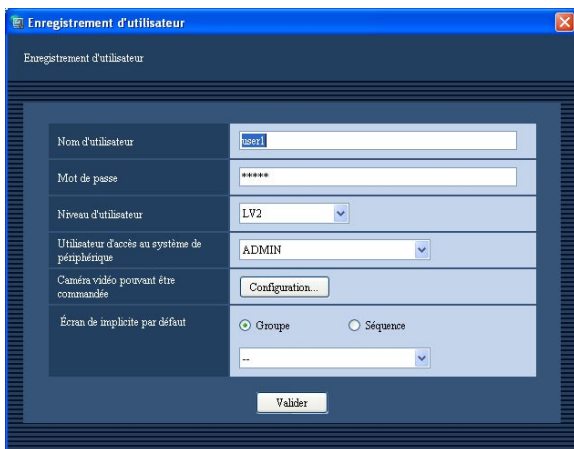 Enregistrement d'utilisateur
Enregistrement d'utilisateur
Nom d'utilisateur
user1
Mot de passe
*****
Niveau d'utilisateur
LV2
Utilisateur d'accès au système de
périphérique
ADMIN
Caméra vidéo pouvant être
commandée
Configuration...
Écran de implicite par défaut
Groupe
Séquence
--
Valider